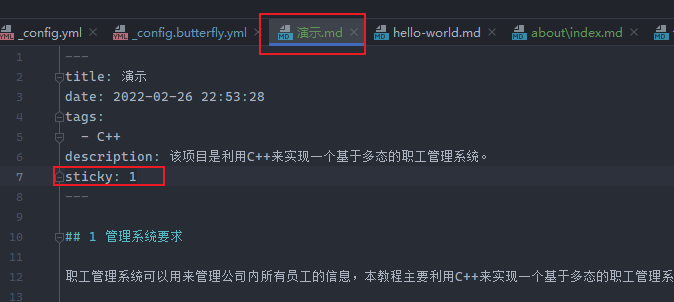 _config.yml _config.butterfly.yml 演示.md hello-world.md about\index.md
1 ---
2 title: 演示
3 date: 2022-02-26 22:53:28
4 tags:
5 - C++
6 description: 该项目是利用C++来实现一个基于多态的职工管理系统。
7 sticky: 1
8 ---
9
10 ## 1 管理系统要求
11
12 职工管理系统可以用来管理公司内所有员工的信息，本教程主要利用C++来实现一个基于多态的职工管理系
13